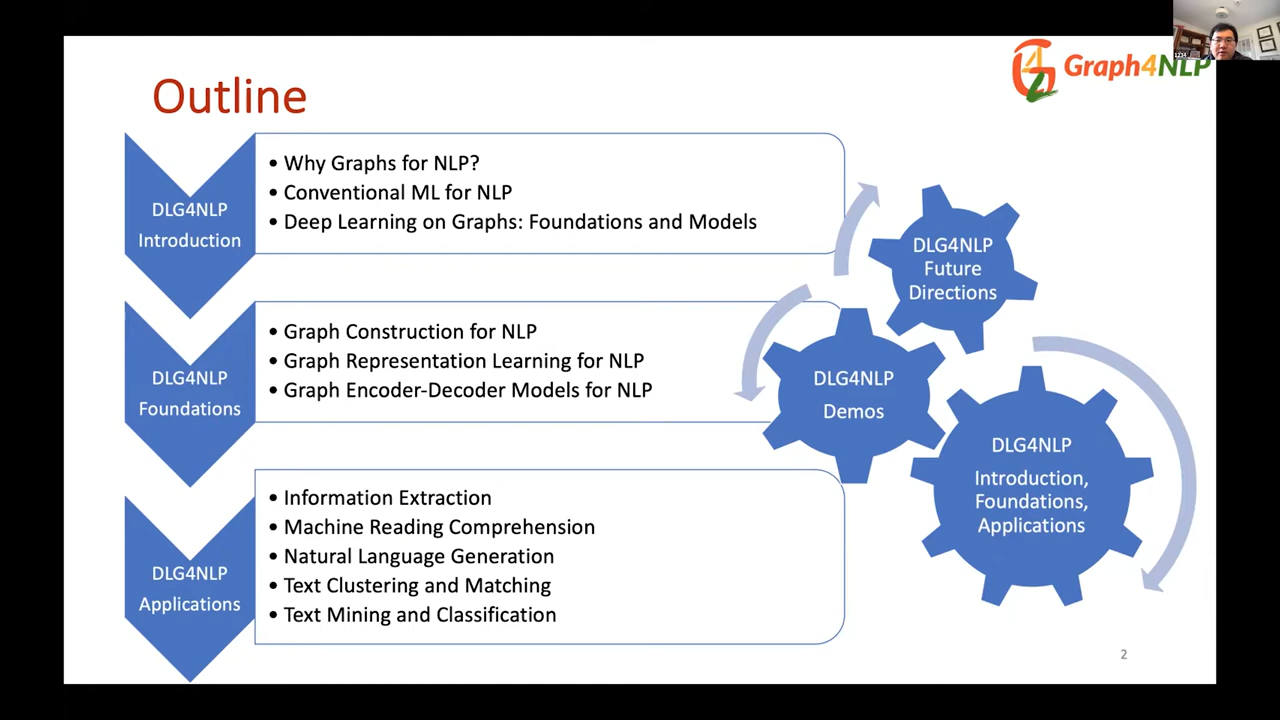 Outline
Graph4NLP
DLG4NLP
Introduction
• Why Graphs for NLP?
• Conventional ML for NLP
• Deep Learning on Graphs: Foundations and Models
DLG4NLP
Foundations
• Graph Construction for NLP
• Graph Representation Learning for NLP
• Graph Encoder-Decoder Models for NLP
DLG4NLP
Applications
• Information Extraction
• Machine Reading Comprehension
• Natural Language Generation
• Text Clustering and Matching
• Text Mining and Classification
DLG4NLP
Future
Directions
DLG4NLP
Demos
DLG4NLP
Introduction,
Foundations,
Applications
2